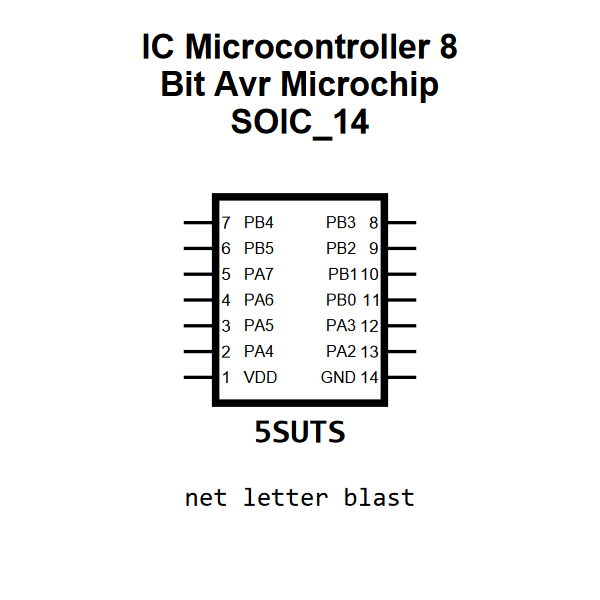 IC Microcontroller 8
Bit Avr Microchip
SOIC_14
7 PB4 PB3 8
6 PB5 PB2 9
5 PA7 PB1 10
4 PA6 PB0 11
3 PA5 PA3 12
2 PA4 PA2 13
1 VDD GND 14
5SUTS
net letter blast